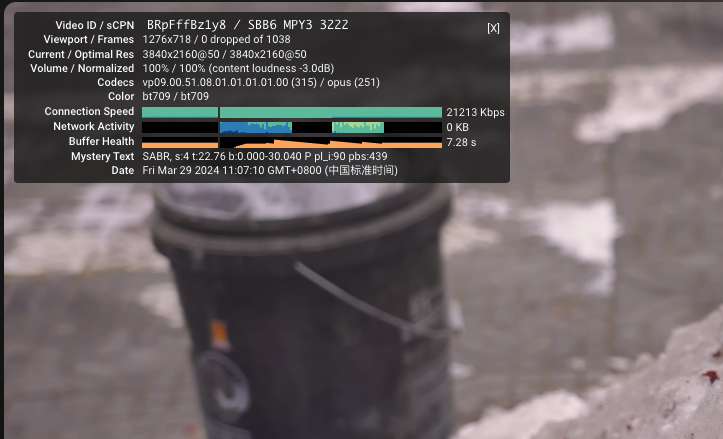 Video ID / sCPN BRpFffBz1y8 / SBB6 MPY3 3222
[X]
Viewport / Frames 1276x718 / 0 dropped of 1038
Current / Optimal Res 3840x2160@50 / 3840x2160@50
Volume / Normalized 100% / 100% (content loudness -3.0dB)
Codecs vp09.00.51.08.01.01.01.01.00 (315) / opus (251)
Color bt709 / bt709
Connection Speed 21213 Kbps
Network Activity 0 KB
Buffer Health 7.28 s
Mystery Text SABR, s:4 t:22.76 b:0.000-30.040 P pl_i:90 pbs:439
Date Fri Mar 29 2024 11:07:10 GMT+0800 (中国标准时间)